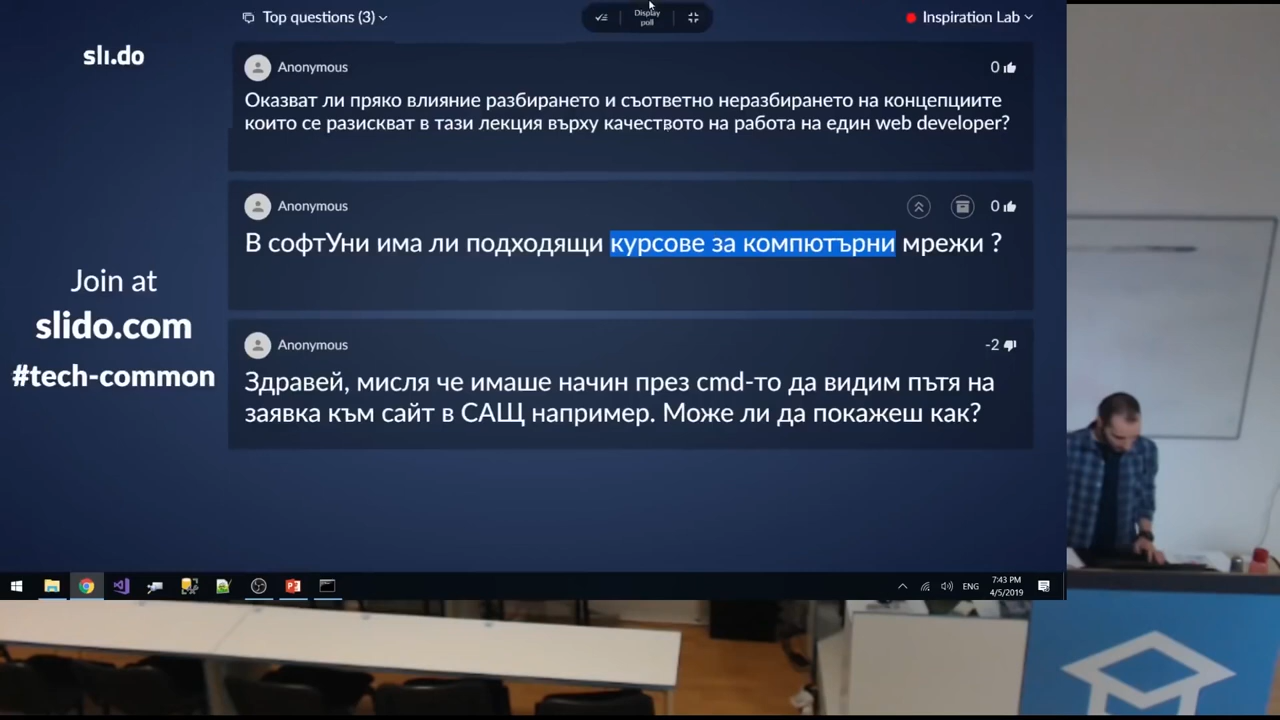 Top questions (3)
Display
poll
Inspiration Lab
sli.do
Anonymous
0
Оказват ли пряко влияние разбирането и съответно неразбирането на концепциите
които се разискват в тази лекция върху качеството на работа на един web developer?
Anonymous
0
В софтУни има ли подходящи курсове за компютърни мрежи ?
Join at
slido.com
#tech-common
Anonymous
-2
Здравей, мисля че имаше начин през cmd-то да видим пътя на
заявка към сайт в САЩ например. Може ли да покажеш как?
ENG
7:43 PM
4/5/2019